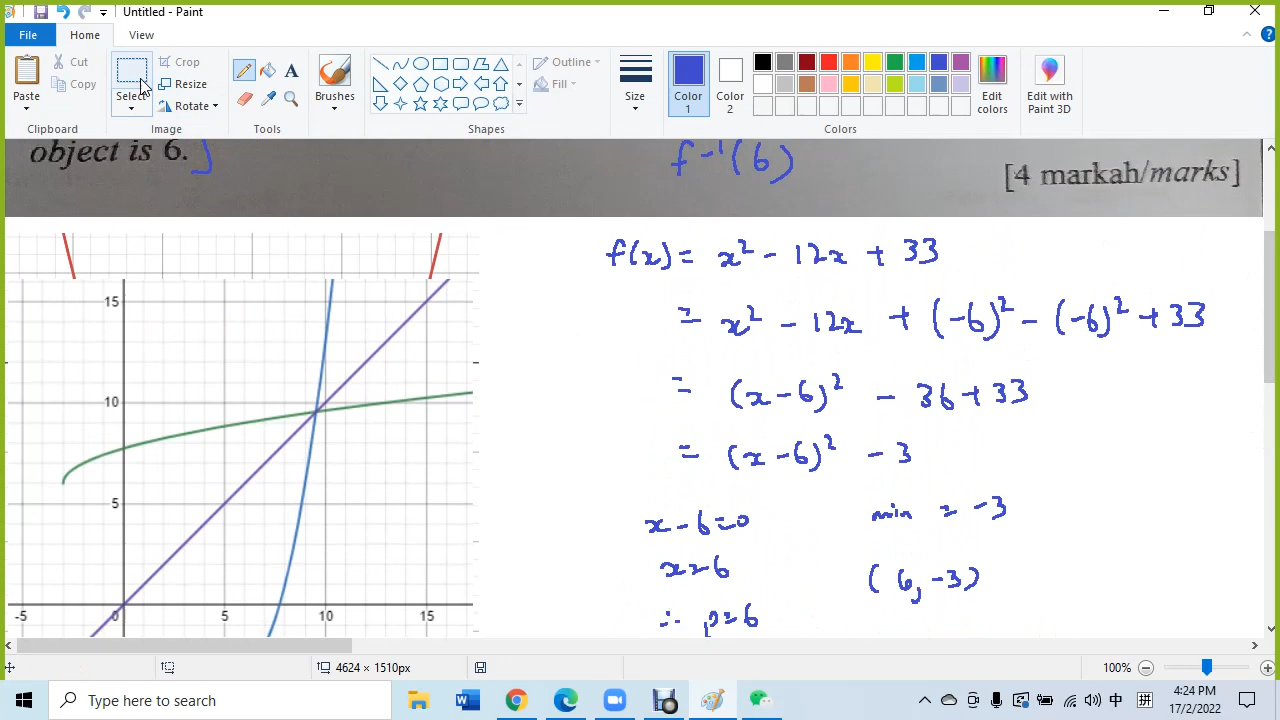 Untitled - Paint
File Home View
Paste Cut Copy Clipboard
Select Crop Resize Rotate Image
Tools
Brushes
Outline Fill Shapes
Size
Color 1 Color 2 Edit colors Colors
Edit with Paint 3D
object is 6. ]
f⁻¹(6)
[4 markah/marks]
f(x) = x² - 12x + 33
= x² - 12x + (-6)² - (-6)² + 33
= (x-6)² - 36 + 33
= (x-6)² - 3
x - 6 = 0 min = -3
x = 6 (6, -3)
∴ p = 6
15
10
5
-5 0 5 10 15
4624 × 1510px 100%
Type here to search
中 拼 4:24 PM
17/2/2022